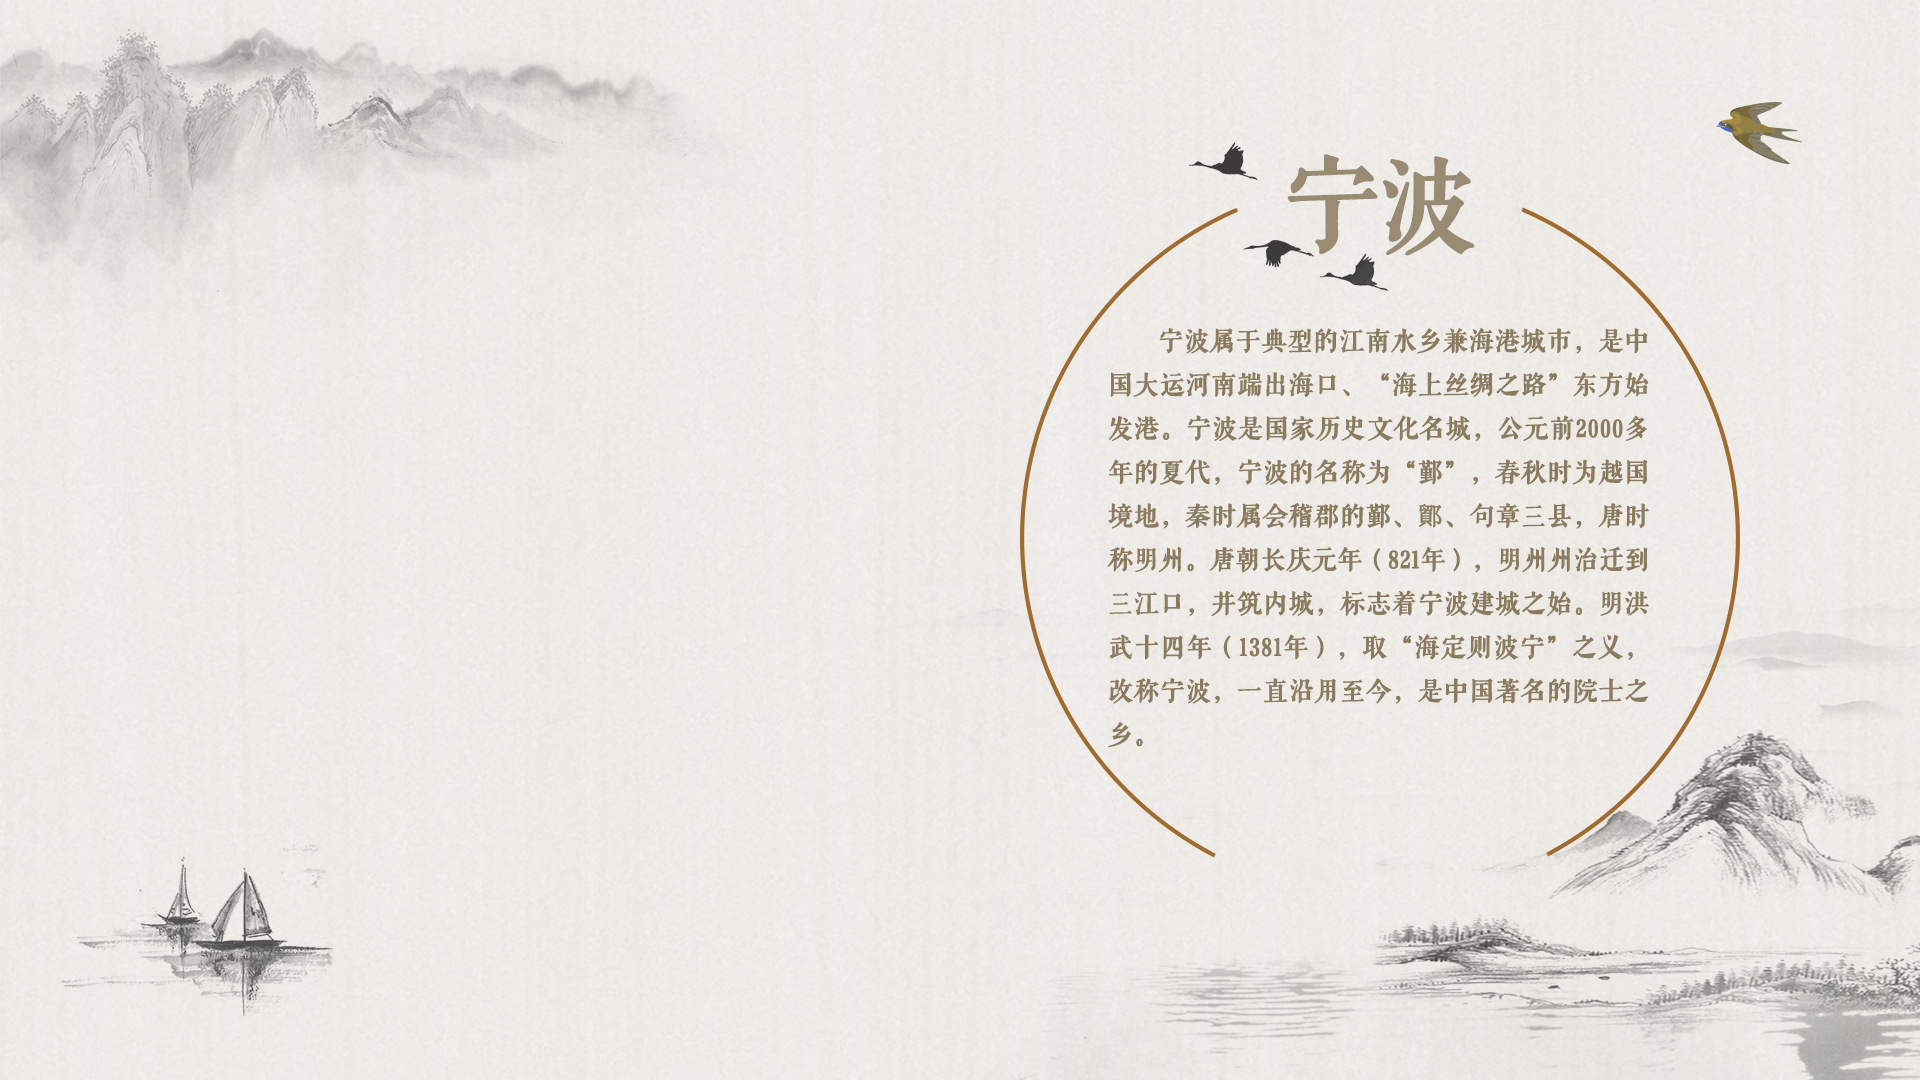 宁波
宁波属于典型的江南水乡兼海港城市，是中
国大运河南端出海口、“海上丝绸之路”东方始
发港。宁波是国家历史文化名城，公元前2000多
年的夏代，宁波的名称为“鄞”，春秋时为越国
境地，秦时属会稽郡的鄞、鄮、句章三县，唐时
称明州。唐朝长庆元年（821年），明州州治迁到
三江口，并筑内城，标志着宁波建城之始。明洪
武十四年（1381年），取“海定则波宁”之义，
改称宁波，一直沿用至今，是中国著名的院士之
乡。